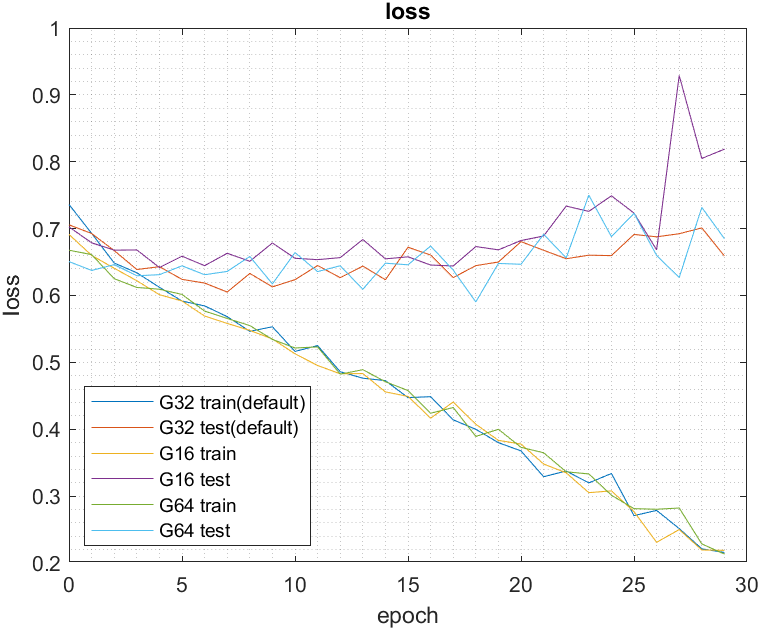 loss
1
0.9
0.8
0.7
0.6
0.5
0.4
0.3
0.2
loss
G32 train(default)
G32 test(default)
G16 train
G16 test
G64 train
G64 test
0 5 10 15 20 25 30
epoch